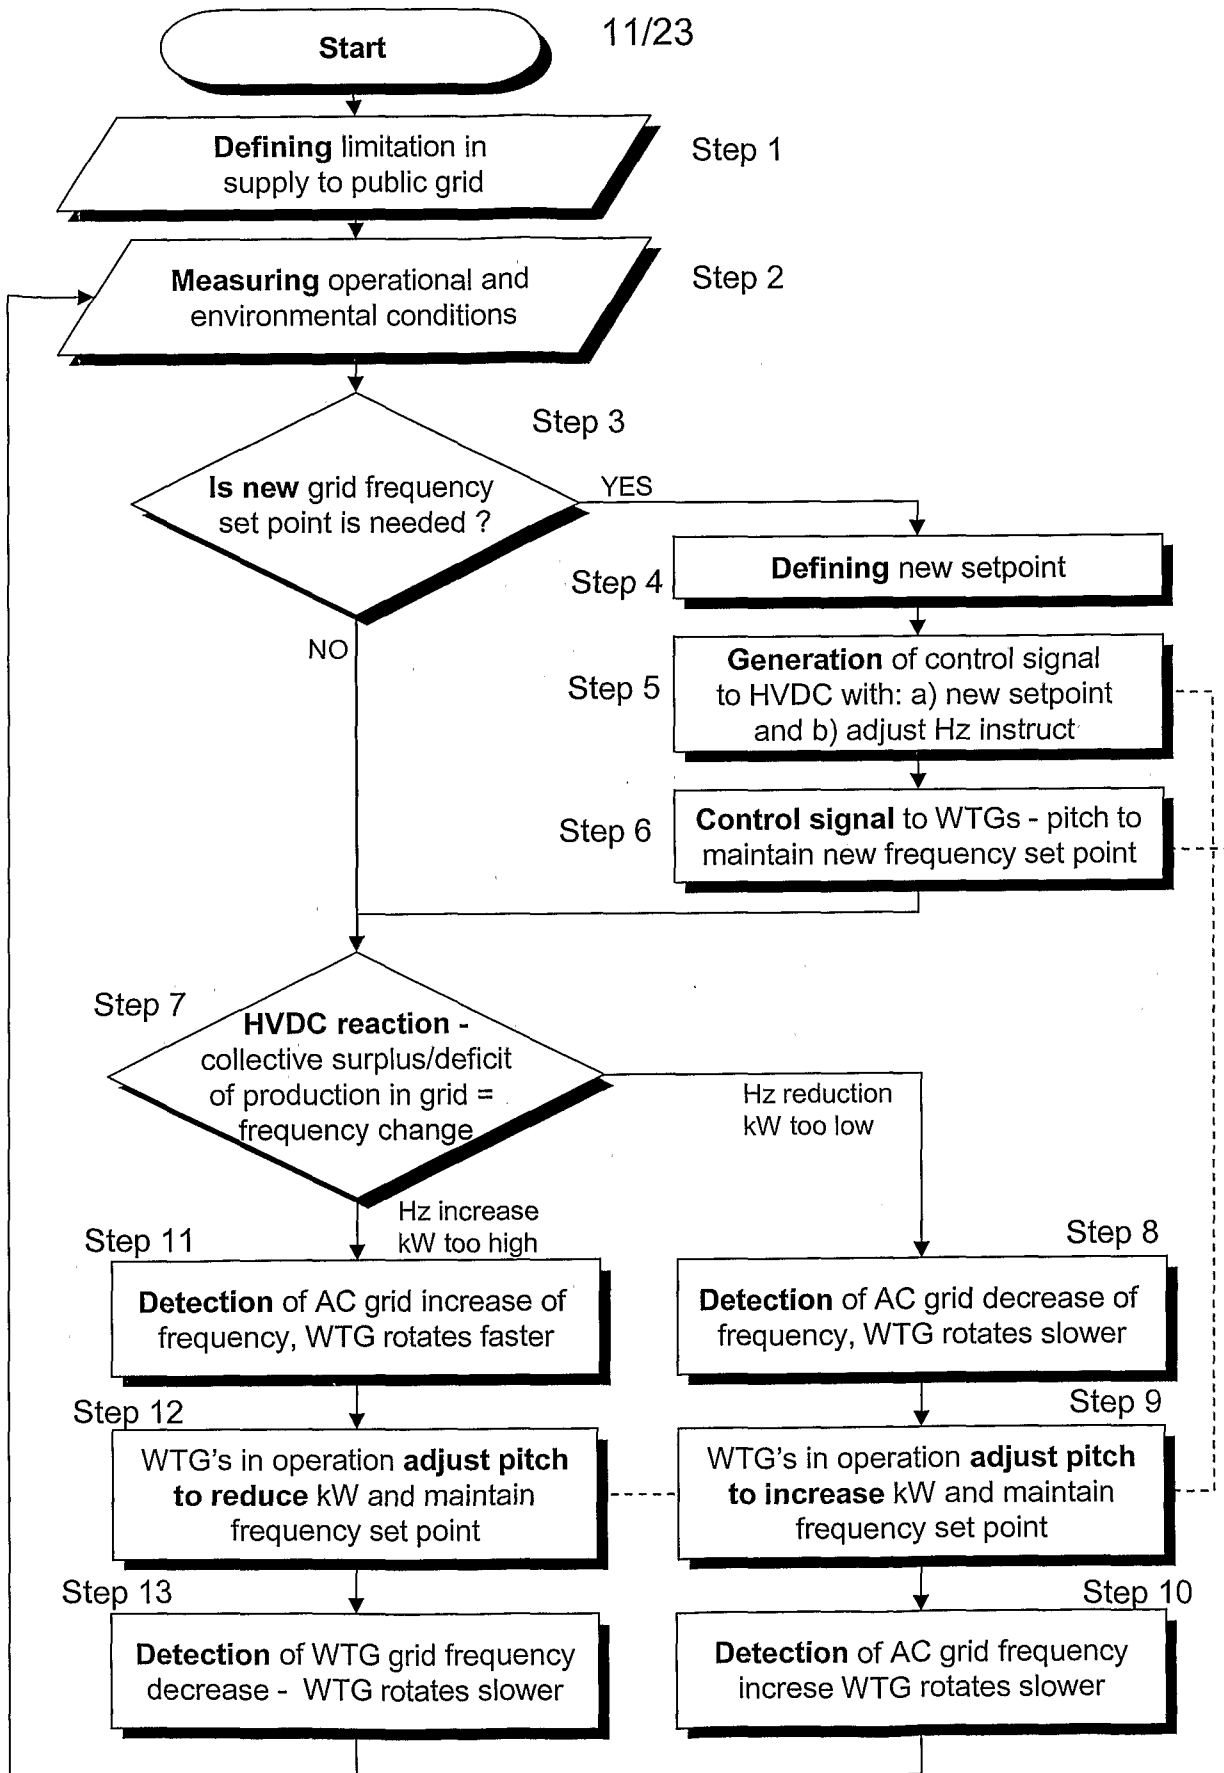 11/23
Start
Defining limitation in
supply to public grid
Step 1
Measuring operational and
environmental conditions
Step 2
Step 3
Is new grid frequency
set point is needed ?
YES
NO
Step 4
Defining new setpoint
Step 5
Generation of control signal
to HVDC with: a) new setpoint
and b) adjust Hz instruct
Step 6
Control signal to WTGs - pitch to
maintain new frequency set point
Step 7
HVDC reaction -
collective surplus/deficit
of production in grid =
frequency change
Hz reduction
kW too low
Hz increase
kW too high
Step 8
Detection of AC grid decrease of
frequency, WTG rotates slower
Step 9
WTG's in operation adjust pitch
to increase kW and maintain
frequency set point
Step 10
Detection of AC grid frequency
increse WTG rotates slower
Step 11
Detection of AC grid increase of
frequency, WTG rotates faster
Step 12
WTG's in operation adjust pitch
to reduce kW and maintain
frequency set point
Step 13
Detection of WTG grid frequency
decrease - WTG rotates slower